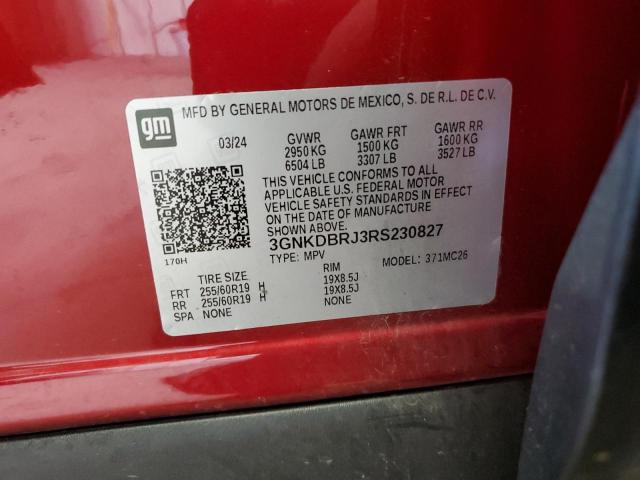 gm
MFD BY GENERAL MOTORS DE MEXICO, S. DE R.L. DE C.V.
03/24 GVWR GAWR FRT GAWR RR
2950 KG 1500 KG 1600 KG
6504 LB 3307 LB 3527 LB
THIS VEHICLE CONFORMS TO ALL
APPLICABLE U.S. FEDERAL MOTOR
VEHICLE SAFETY STANDARDS IN EFFECT
ON THE DATE OF MANUFACTURE
SHOWN ABOVE.
3GNKDBRJ3RS230827
170H TYPE: MPV MODEL: 371MC26
TIRE SIZE RIM
FRT 255/60R19 H 19X8.5J
RR 255/60R19 H 19X8.5J
SPA NONE NONE